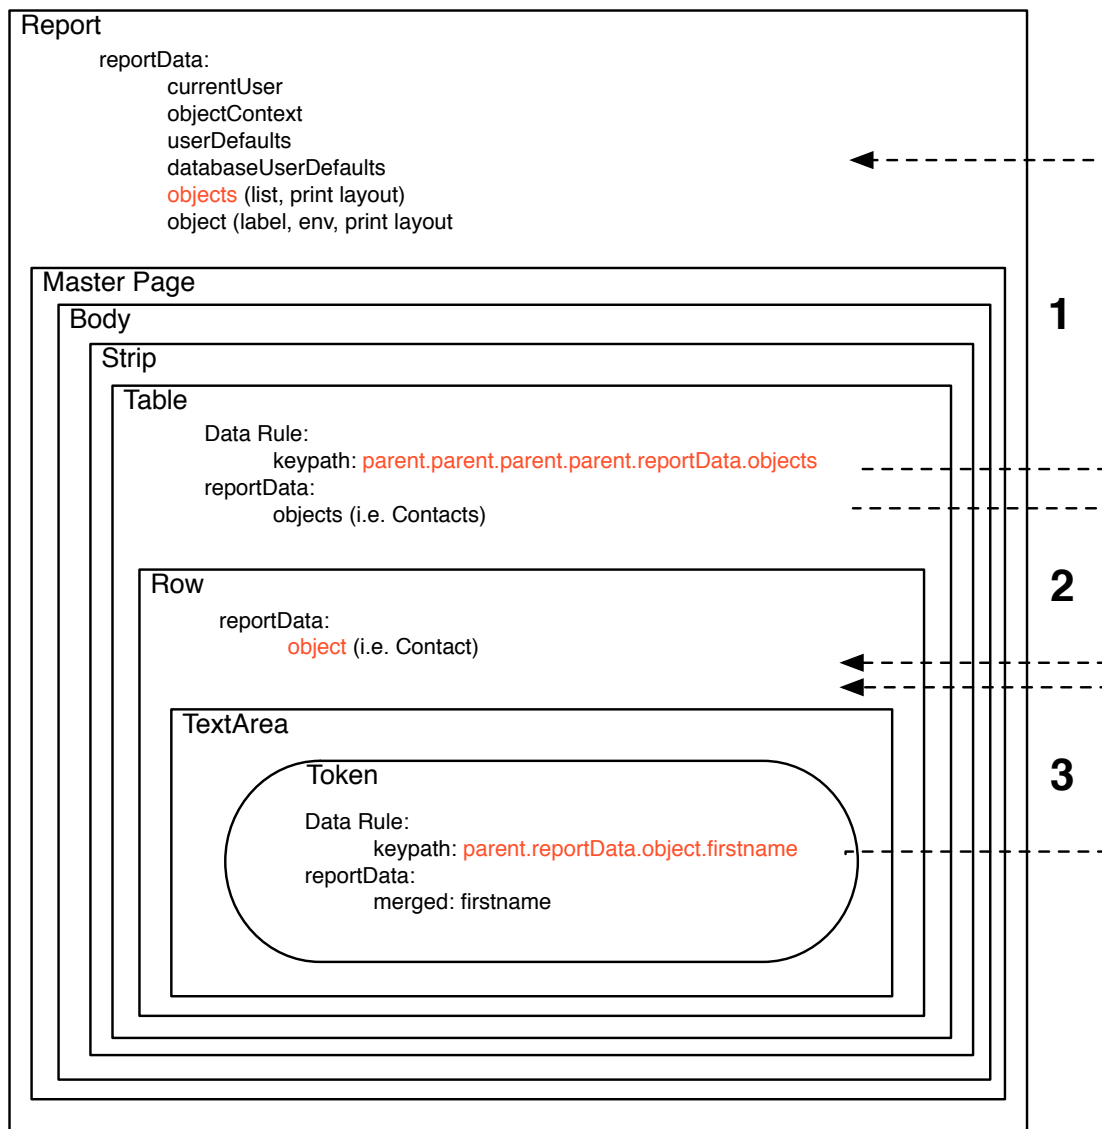 Report
reportData:
currentUser
objectContext
userDefaults
databaseUserDefaults
objects (list, print layout)
object (label, env, print layout
Master Page
1
Body
Strip
Table
Data Rule:
keypath: parent.parent.parent.parent.reportData.objects
reportData:
objects (i.e. Contacts)
2
Row
reportData:
object (i.e. Contact)
TextArea
3
Token
Data Rule:
keypath: parent.reportData.object.firstname
reportData:
merged: firstname